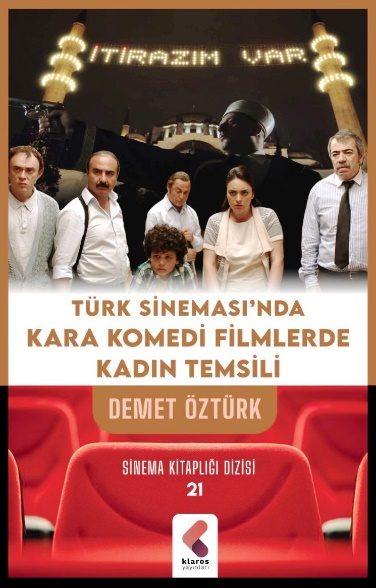 İTİRAZIM VAR
TÜRK SİNEMASI'NDA
KARA KOMEDİ FİLMLERDE
KADIN TEMSİLİ
DEMET ÖZTÜRK
SİNEMA KİTAPLIĞI DİZİSİ
21
klaros
yayınları